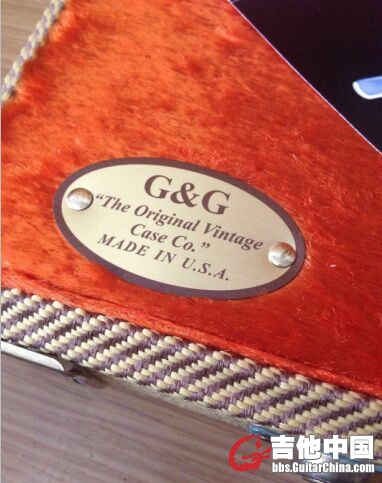 G&G
“The Original Vintage
Case Co.”
MADE IN U.S.A.
吉他中国
bbs.GuitarChina.com